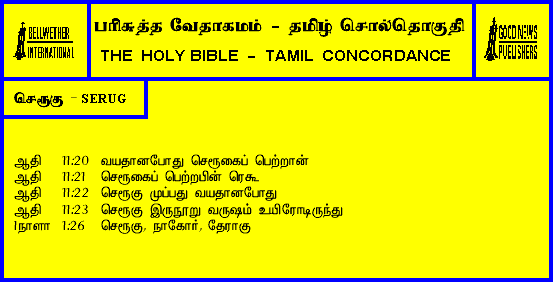 BELLWETHER
INTERNATIONAL
பரிசுத்த வேதாகமம் - தமிழ் சொல்தொகுதி
THE HOLY BIBLE - TAMIL CONCORDANCE
GOOD NEWS
PUBLISHERS
செரூகு - SERUG
ஆதி 11:20 வயதானபோது செரூகைப் பெற்றான்
ஆதி 11:21 செரூகைப் பெற்றபின் ரெகூ
ஆதி 11:22 செரூகு முப்பது வயதானபோது
ஆதி 11:23 செரூகு இருநூறு வருஷம் உயிரோடிருந்து
1நாளா 1:26 செரூகு, நாகோர், தேராகு